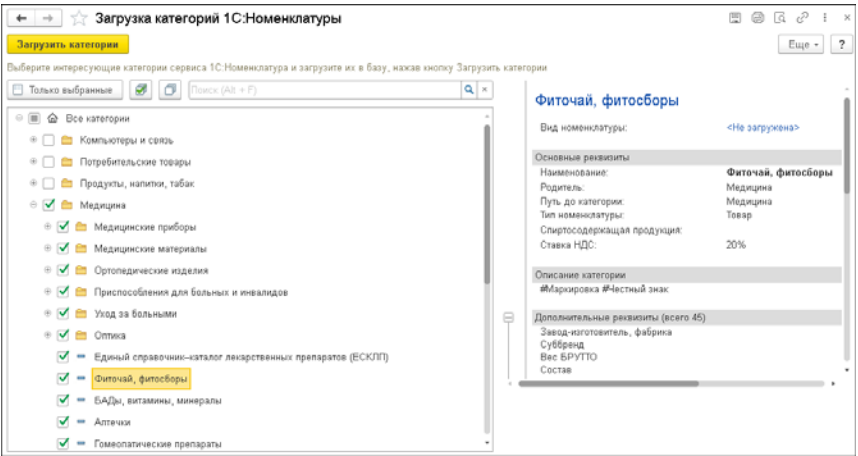 Загрузка категорий 1С:Номенклатуры
Загрузить категории
Еще
?
Выберите интересующие категории сервиса 1С:Номенклатура и загрузите их в базу, нажав кнопку Загрузить категории
Только выбранные
Поиск (Alt + F)
Все категории
Компьютеры и связь
Потребительские товары
Продукты, напитки, табак
Медицина
Медицинские приборы
Медицинские материалы
Ортопедические изделия
Приспособления для больных и инвалидов
Уход за больными
Оптика
Единый справочник–каталог лекарственных препаратов (ЕСКЛП)
Фиточай, фитосборы
БАДы, витамины, минералы
Аптечки
Гомеопатические препараты
Фиточай, фитосборы
Вид номенклатуры: <Не загружена>
Основные реквизиты
Наименование: Фиточай, фитосборы
Родитель: Медицина
Путь до категории: Медицина
Тип номенклатуры: Товар
Спиртосодержащая продукция:
Ставка НДС: 20%
Описание категории
#Маркировка #Честный знак
Дополнительные реквизиты (всего 45)
Завод-изготовитель, фабрика
Суббренд
Вес БРУТТО
Состав